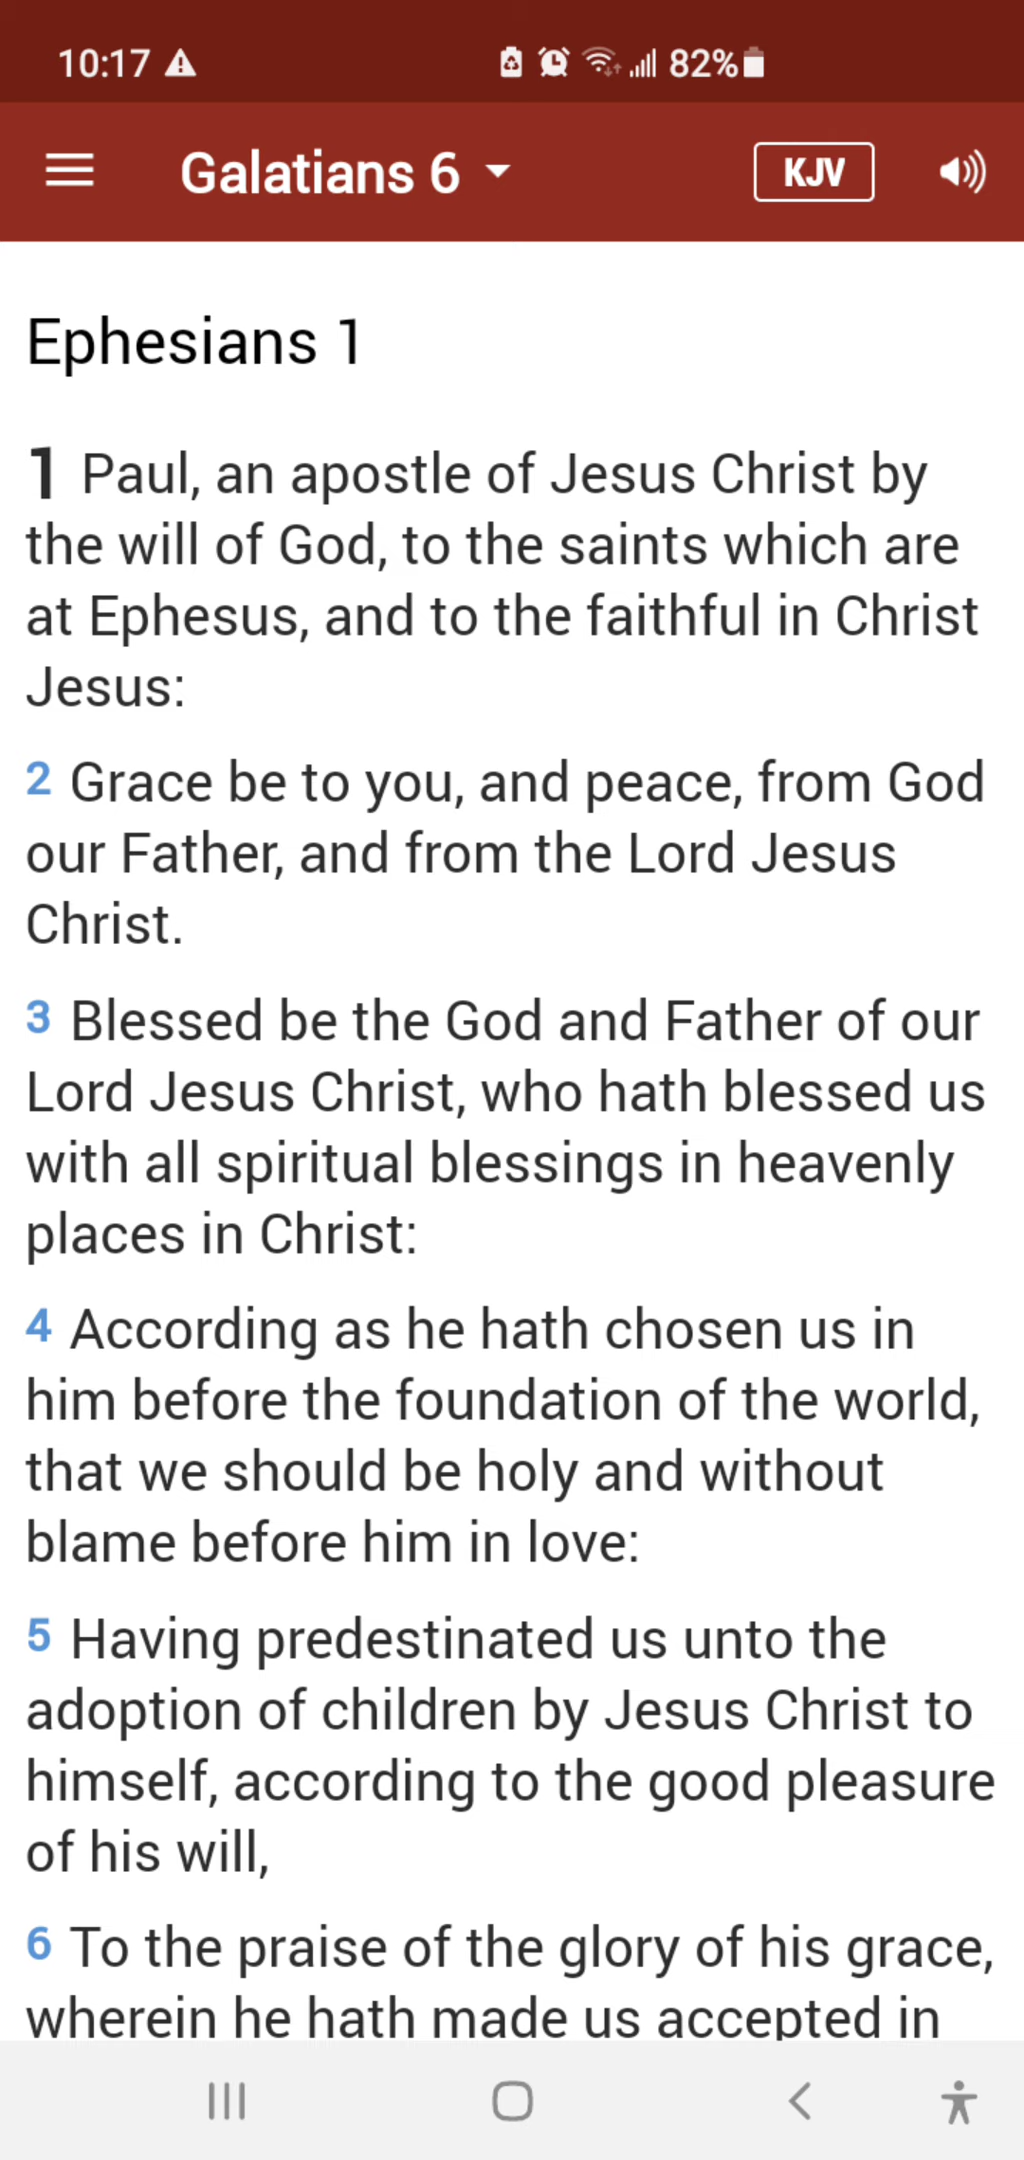 10:17 82%
Galatians 6 KJV
Ephesians 1
1 Paul, an apostle of Jesus Christ by
the will of God, to the saints which are
at Ephesus, and to the faithful in Christ
Jesus:
2 Grace be to you, and peace, from God
our Father, and from the Lord Jesus
Christ.
3 Blessed be the God and Father of our
Lord Jesus Christ, who hath blessed us
with all spiritual blessings in heavenly
places in Christ:
4 According as he hath chosen us in
him before the foundation of the world,
that we should be holy and without
blame before him in love:
5 Having predestinated us unto the
adoption of children by Jesus Christ to
himself, according to the good pleasure
of his will,
6 To the praise of the glory of his grace,
wherein he hath made us accepted in